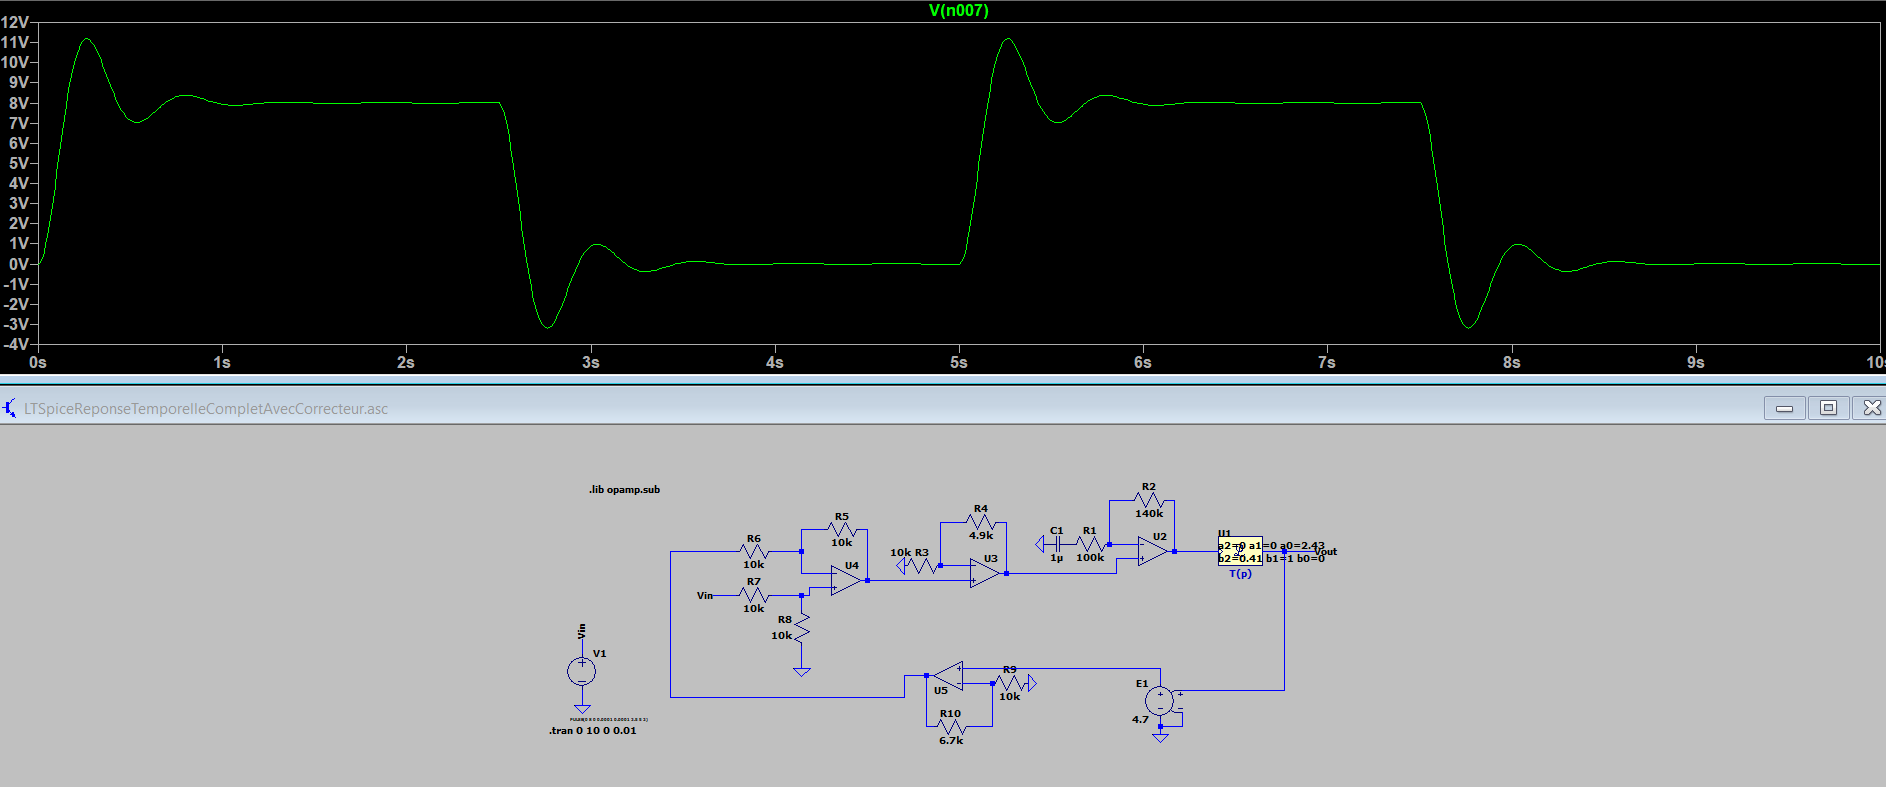 V(n007)
12V
11V
10V
9V
8V
7V
6V
5V
4V
3V
2V
1V
0V
-1V
-2V
-3V
-4V
0s
1s
2s
3s
4s
5s
6s
7s
8s
9s
10
LTSpiceReponseTemporelleCompletAvecCorrecteur.asc
.lib opamp.sub
R6
10k
R5
10k
U4
R7
10k
Vin
R8
10k
10k R3
R4
4.9k
U3
C1
1µ
R1
100k
R2
140k
U2
U1
a2=0 a1=0 a0=2.43
b2=0.41 b1=1 b0=0
T(p)
Vout
Vin
V1
.tran 0 10 0 0.01
U5
R9
10k
R10
6.7k
E1
4.7